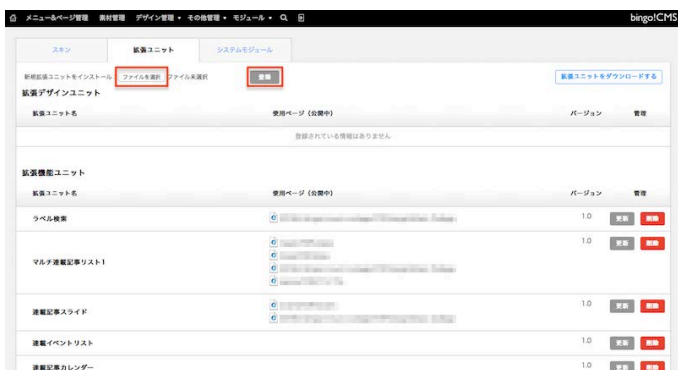 メニュー&ページ管理 素材管理 デザイン管理 その他管理 モジュール bingo!CMS
スキン 拡張ユニット システムモジュール
新規拡張ユニットをインストール ファイルを選択 ファイル未選択 登録 拡張ユニットをダウンロードする
拡張デザインユニット
拡張ユニット名 使用ページ(公開中) バージョン 管理
登録されている情報はありません
拡張機能ユニット
拡張ユニット名 使用ページ(公開中) バージョン 管理
ラベル検索 1.0 更新 削除
マルチ連載記事リスト1 1.0 更新 削除
連載記事スライド 1.0 更新 削除
連載イベントリスト 1.0 更新 削除
連載記事カレンダー 1.0 更新 削除